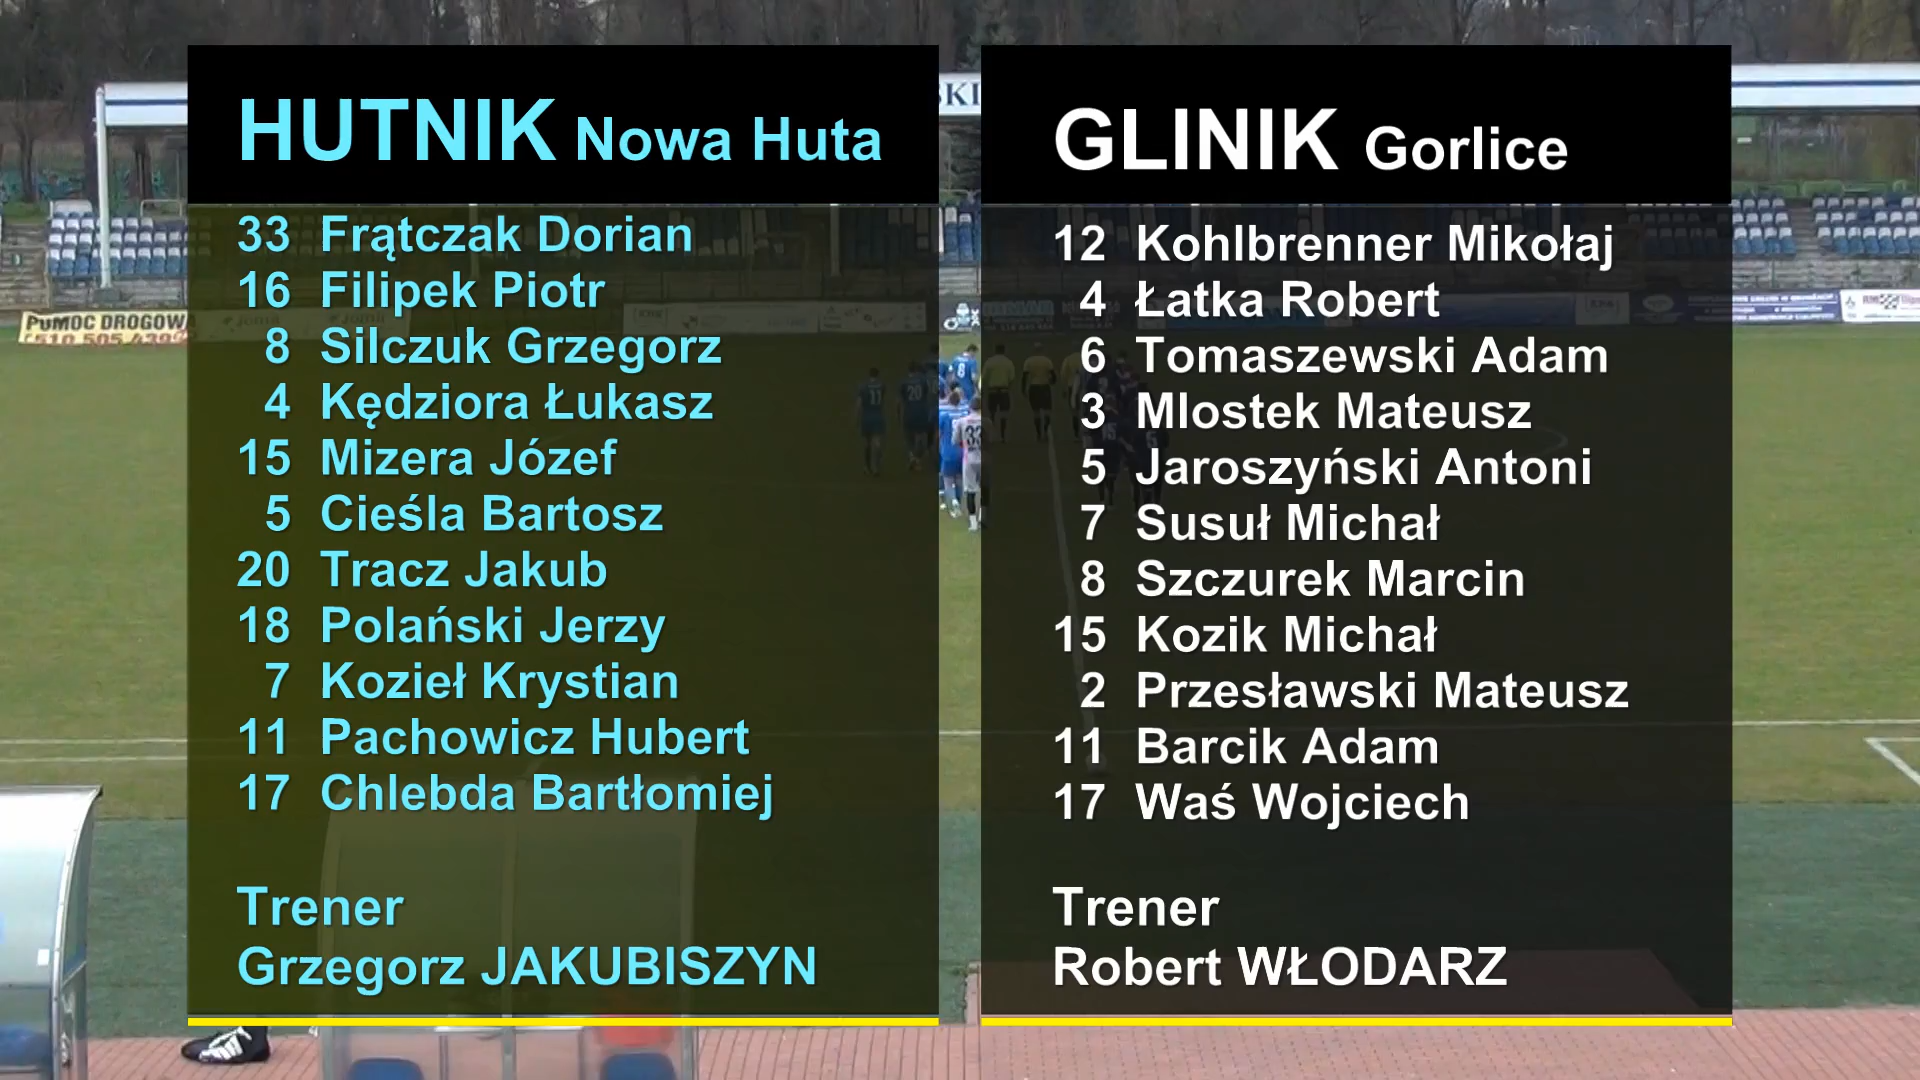 HUTNIK Nowa Huta
33 Frątczak Dorian
16 Filipek Piotr
8 Silczuk Grzegorz
4 Kędziora Łukasz
15 Mizera Józef
5 Cieśla Bartosz
20 Tracz Jakub
18 Polański Jerzy
7 Kozieł Krystian
11 Pachowicz Hubert
17 Chlebda Bartłomiej
Trener
Grzegorz JAKUBISZYN
GLINIK Gorlice
12 Kohlbrenner Mikołaj
4 Łatka Robert
6 Tomaszewski Adam
3 Mlostek Mateusz
5 Jaroszyński Antoni
7 Susuł Michał
8 Szczurek Marcin
15 Kozik Michał
2 Przesławski Mateusz
11 Barcik Adam
17 Waś Wojciech
Trener
Robert WŁODARZ
SKI
POMOC DROGOW
33